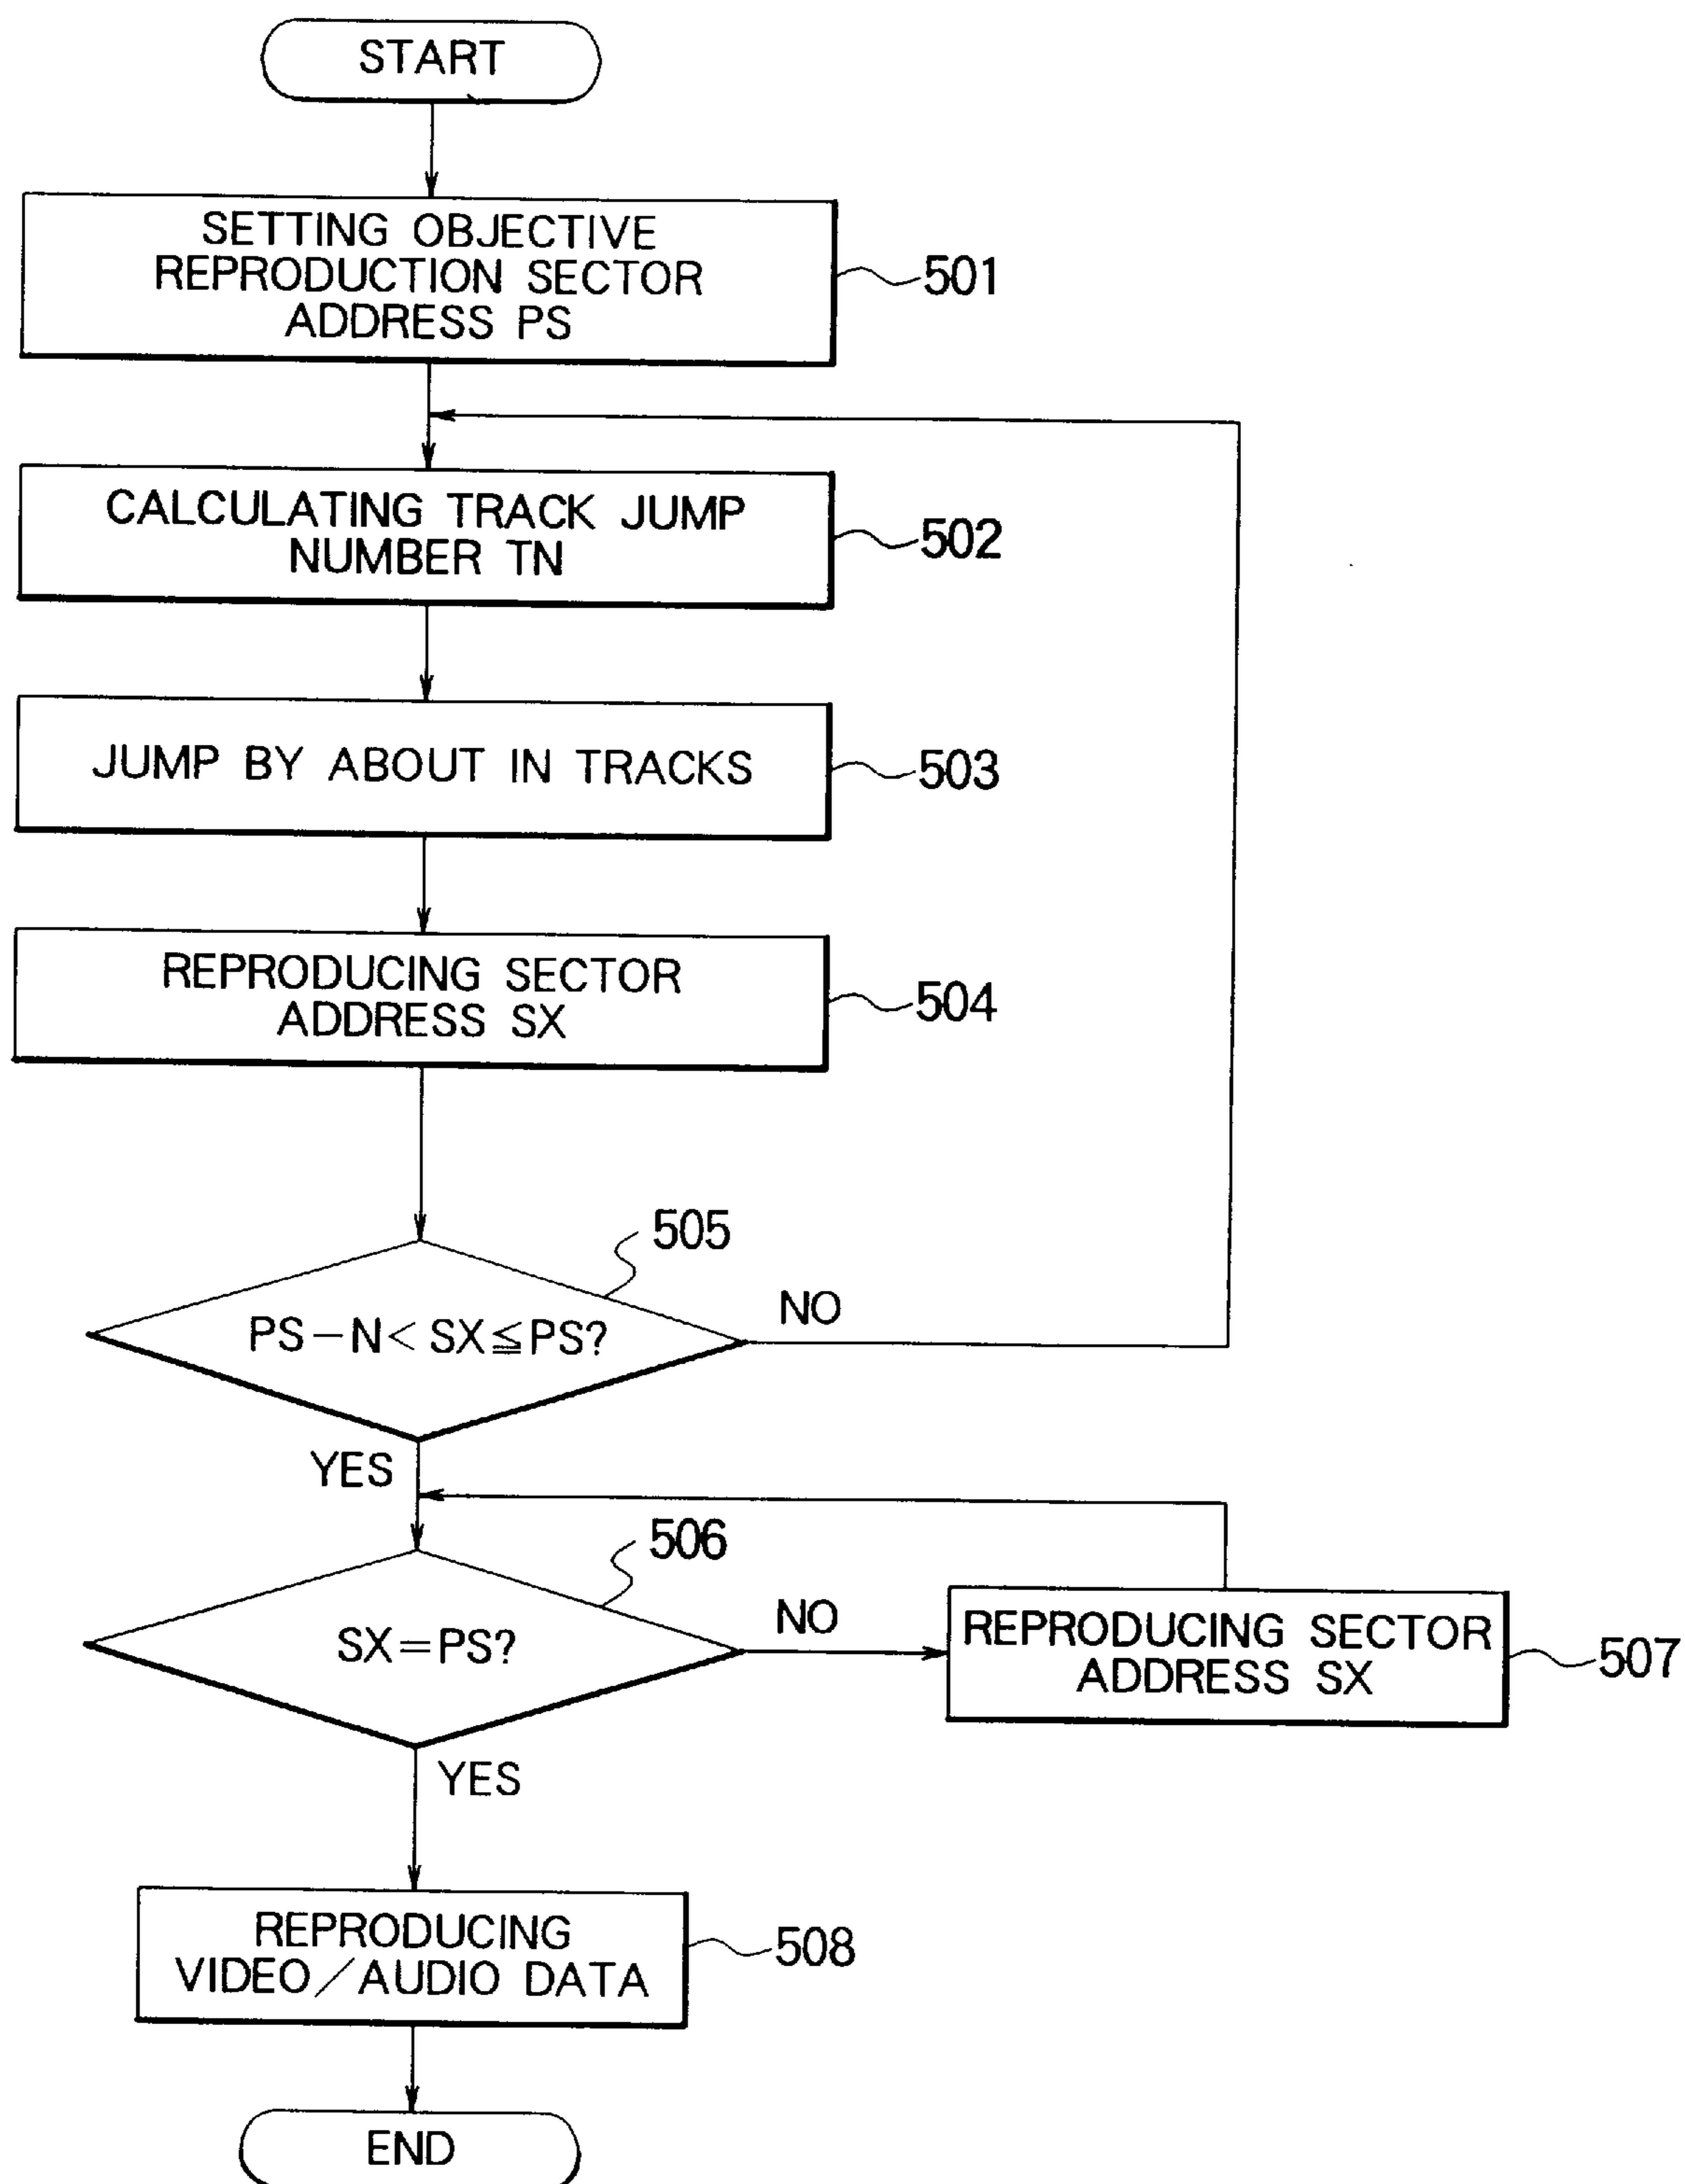 START
SETTING OBJECTIVE
REPRODUCTION SECTOR
ADDRESS PS
501
CALCULATING TRACK JUMP
NUMBER TN
502
JUMP BY ABOUT IN TRACKS
503
REPRODUCING SECTOR
ADDRESS SX
504
505
PS-N< SX≦PS?
NO
YES
506
SX=PS?
NO
REPRODUCING SECTOR
ADDRESS SX
507
YES
REPRODUCING
VIDEO/AUDIO DATA
508
END